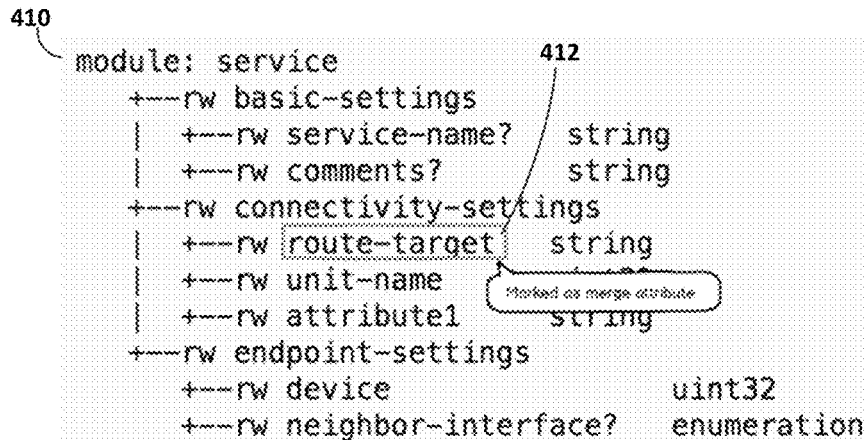 410
412
module: service
+--rw basic-settings
| +--rw service-name? string
| +--rw comments? string
+--rw connectivity-settings
| +--rw route-target string
| +--rw unit-name
Marked as merge attribute
| +--rw attribute1 string
+--rw endpoint-settings
+--rw device uint32
+--rw neighbor-interface? enumeration